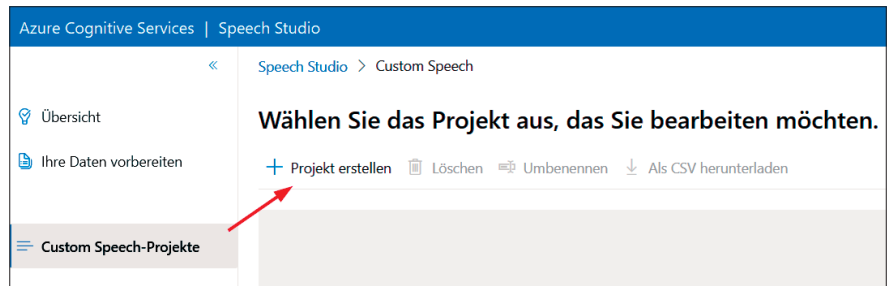 Azure Cognitive Services | Speech Studio
«
Speech Studio > Custom Speech
Übersicht
Ihre Daten vorbereiten
Custom Speech-Projekte
Wählen Sie das Projekt aus, das Sie bearbeiten möchten.
+ Projekt erstellen Löschen Umbenennen Als CSV herunterladen